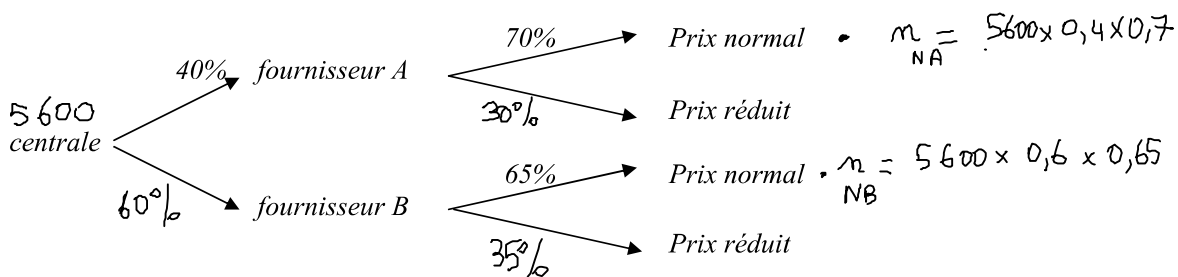 70% Prix normal • n NA = 5600 x 0,4 x 0,7
40% fournisseur A
30% Prix réduit
5600
centrale
65% Prix normal • n NB = 5600 x 0,6 x 0,65
60% fournisseur B
35% Prix réduit